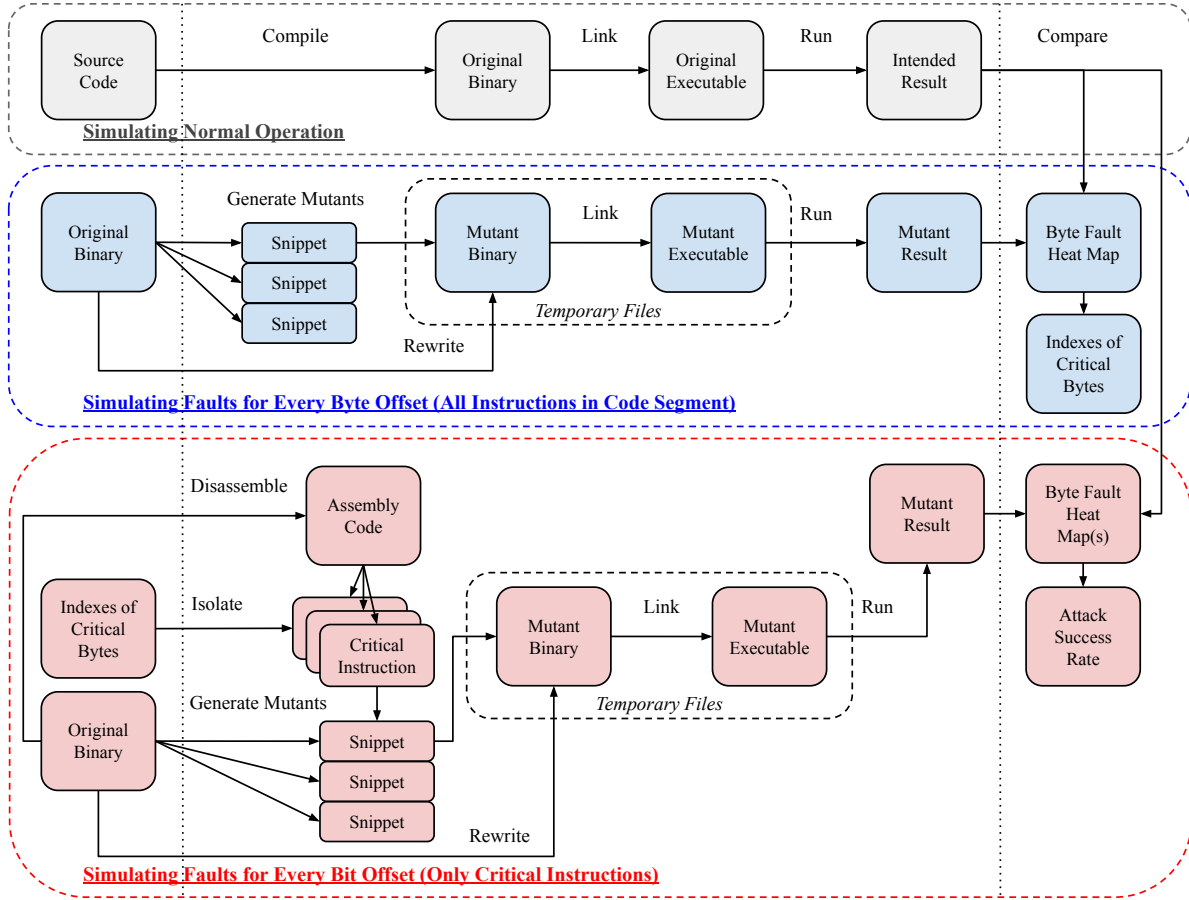 Compile
Link
Run
Compare
Source
Code
Original
Binary
Original
Executable
Intended
Result
Simulating Normal Operation
Generate Mutants
Link
Run
Original
Binary
Snippet
Snippet
Snippet
Mutant
Binary
Mutant
Executable
Mutant
Result
Byte Fault
Heat Map
Temporary Files
Rewrite
Indexes of
Critical
Bytes
Simulating Faults for Every Byte Offset (All Instructions in Code Segment)
Disassemble
Assembly
Code
Mutant
Result
Byte Fault
Heat
Map(s)
Isolate
Indexes of
Critical
Bytes
Critical
Instruction
Link
Run
Mutant
Binary
Mutant
Executable
Attack
Success
Rate
Generate Mutants
Temporary Files
Original
Binary
Snippet
Snippet
Snippet
Rewrite
Simulating Faults for Every Bit Offset (Only Critical Instructions)